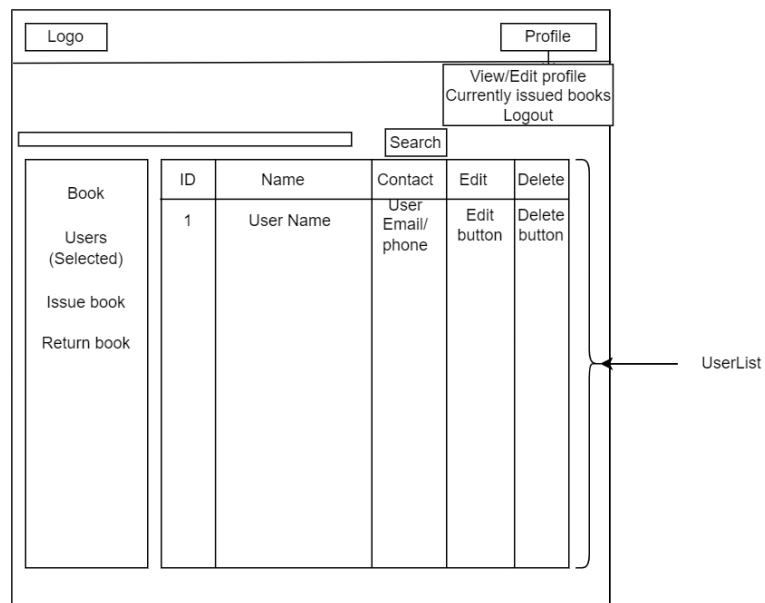 Logo
Profile
View/Edit profile
Currently issued books
Logout
Search
Book
Users
(Selected)
Issue book
Return book
ID
Name
Contact
Edit
Delete
1
User Name
User
Email/
phone
Edit
button
Delete
button
UserList